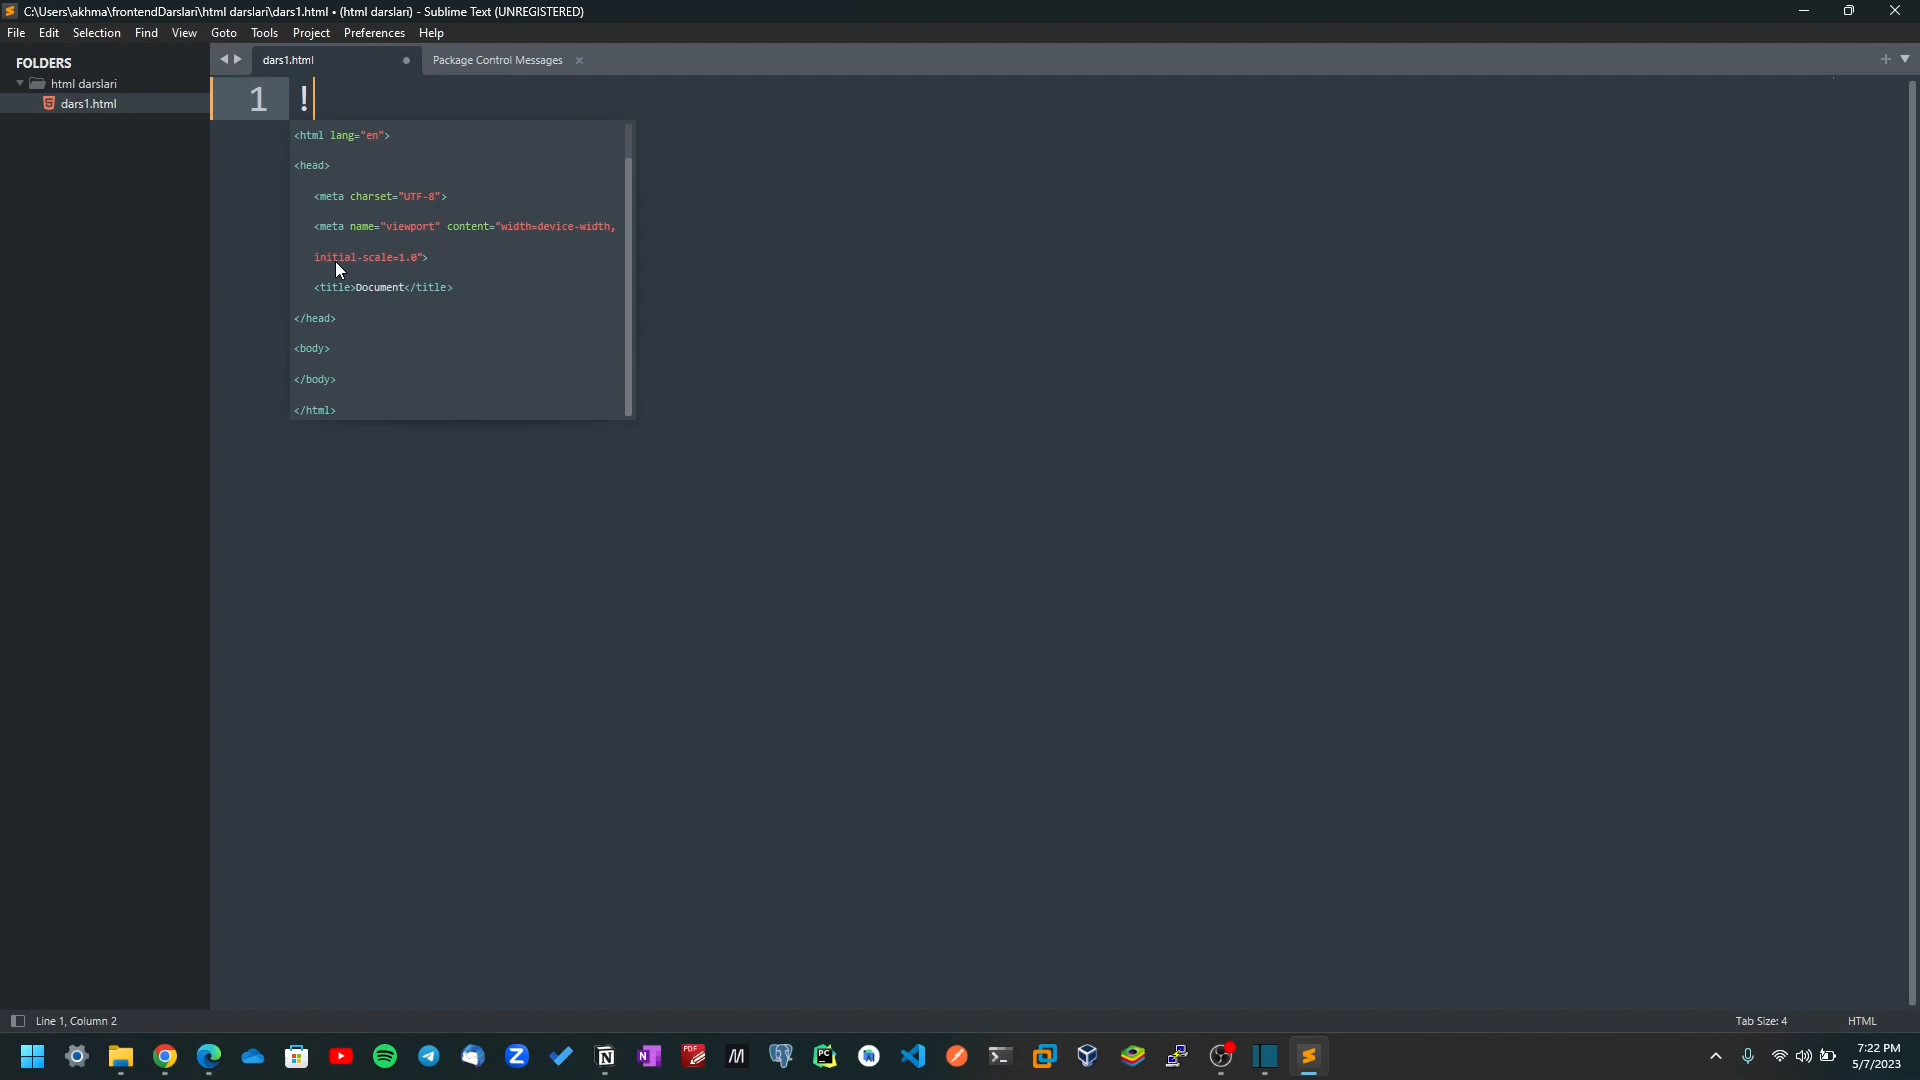 C:\Users\akhma\frontendDarslari\html darslari\dars1.html • (html darslari) - Sublime Text (UNREGISTERED)
File Edit Selection Find View Goto Tools Project Preferences Help
FOLDERS
html darslari
dars1.html
dars1.html
Package Control Messages
1 !
<html lang="en">
<head>
<meta charset="UTF-8">
<meta name="viewport" content="width=device-width,
initial-scale=1.0">
<title>Document</title>
</head>
<body>
</body>
</html>
Line 1, Column 2
Tab Size: 4
HTML
7:22 PM
5/7/2023